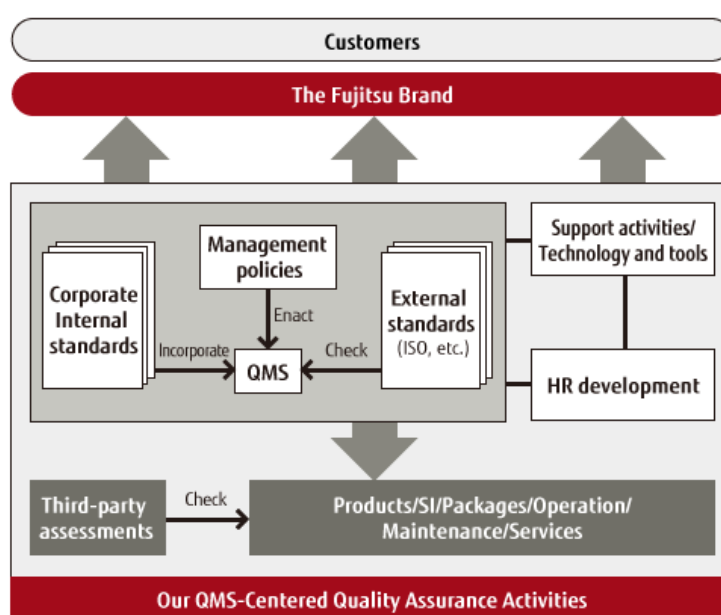 Customers
The Fujitsu Brand
Management
policies
Corporate
Internal
standards
External
standards
(ISO, etc.)
Enact
Incorporate
Check
QMS
Support activities/
Technology and tools
HR development
Third-party
assessments
Check
Products/SI/Packages/Operation/
Maintenance/Services
Our QMS-Centered Quality Assurance Activities